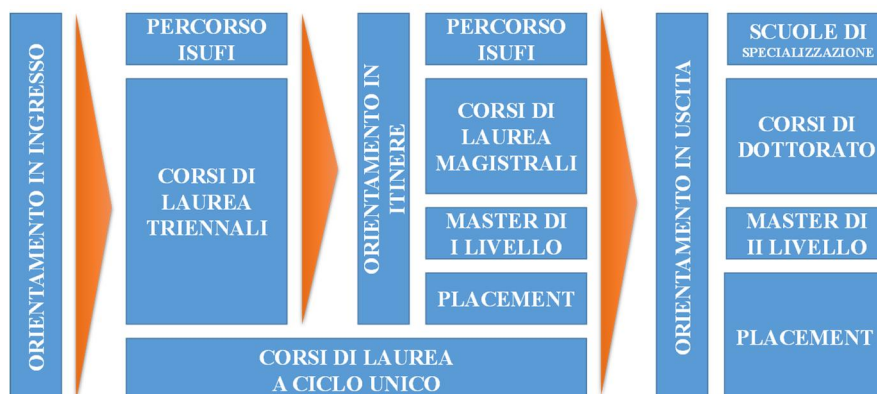 ORIENTAMENTO IN INGRESSO
PERCORSO
ISUFI
CORSI DI
LAUREA
TRIENNALI
ORIENTAMENTO IN
ITINERE
PERCORSO
ISUFI
CORSI DI
LAUREA
MAGISTRALI
MASTER DI
I LIVELLO
PLACEMENT
CORSI DI LAUREA
A CICLO UNICO
ORIENTAMENTO IN USCITA
SCUOLE DI
SPECIALIZZAZIONE
CORSI DI
DOTTORATO
MASTER DI
II LIVELLO
PLACEMENT